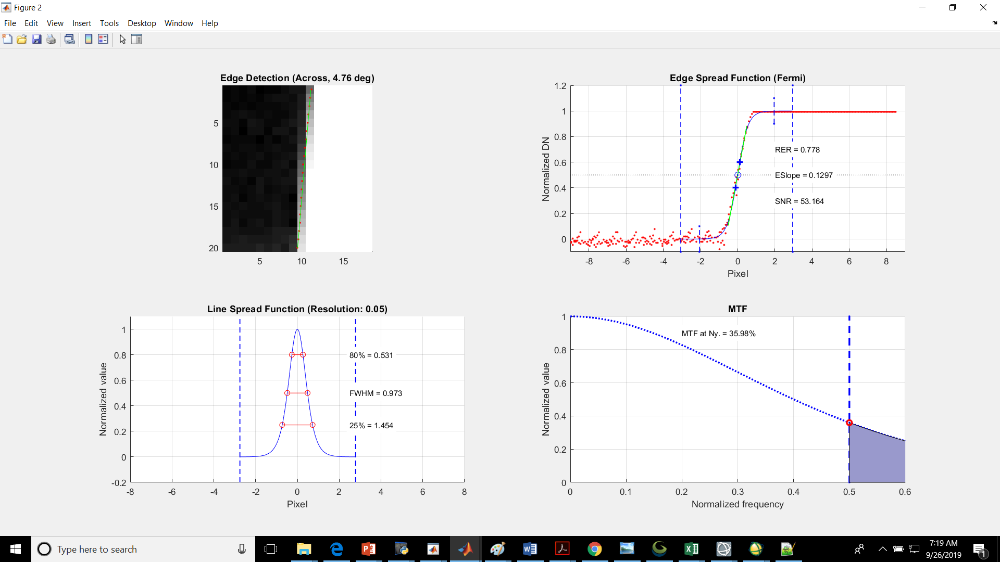 Figure 2
File Edit View Insert Tools Desktop Window Help
Edge Detection (Across, 4.76 deg)
5
10
15
20
5 10 15
Edge Spread Function (Fermi)
1.2
1
0.8
0.6
0.4
0.2
0
Normalized DN
RER = 0.778
ESlope = 0.1297
SNR = 53.164
-8 -6 -4 -2 0 2 4 6 8
Pixel
Line Spread Function (Resolution: 0.05)
1
0.8
0.6
0.4
0.2
0
-0.2
Normalized value
80% = 0.531
FWHM = 0.973
25% = 1.454
-8 -6 -4 -2 0 2 4 6 8
Pixel
MTF
1
0.8
0.6
0.4
0.2
0
Normalized value
MTF at Ny. = 35.98%
0 0.1 0.2 0.3 0.4 0.5 0.6
Normalized frequency
Type here to search
7:19 AM
9/26/2019
1